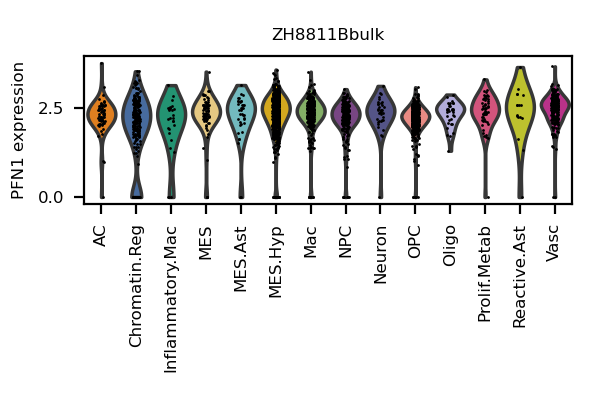 ZH8811Bbulk
PFN1 expression
2.5
0.0
AC
Chromatin.Reg
Inflammatory.Mac
MES
MES.Ast
MES.Hyp
Mac
NPC
Neuron
OPC
Oligo
Prolif.Metab
Reactive.Ast
Vasc